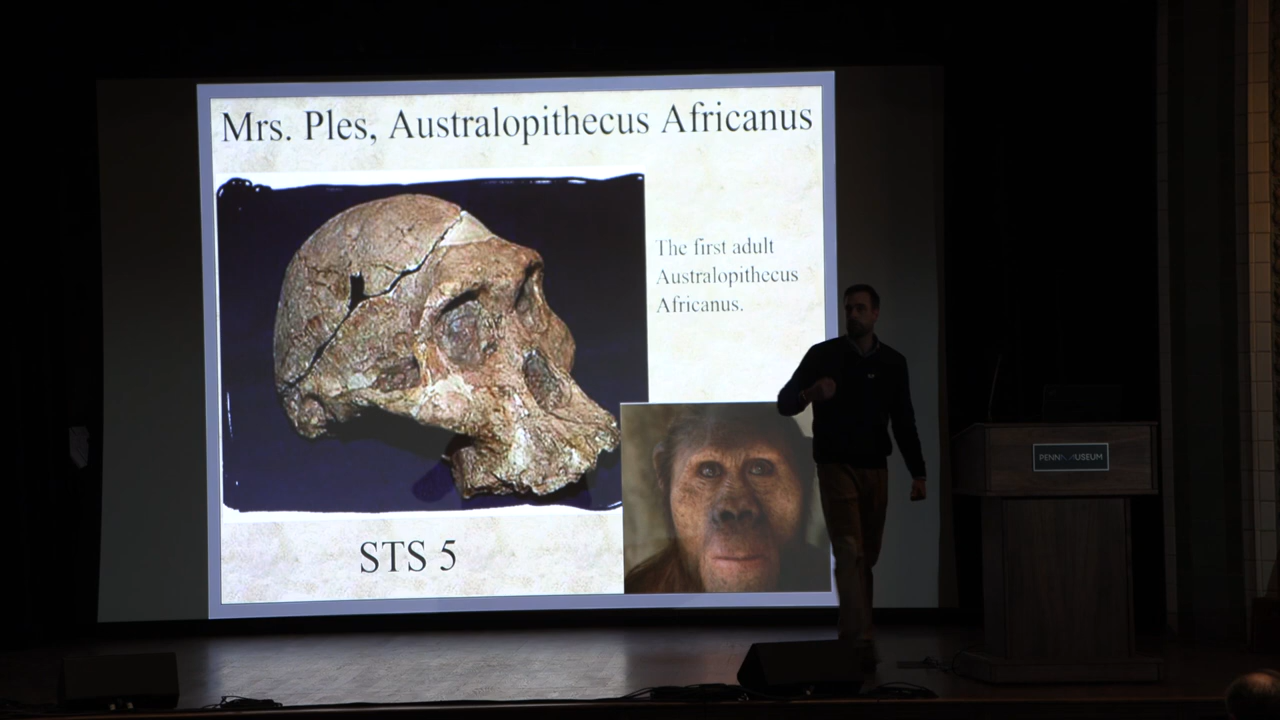 Mrs. Ples, Australopithecus Africanus
The first adult
Australopithecus
Africanus.
STS 5
PENN MUSEUM